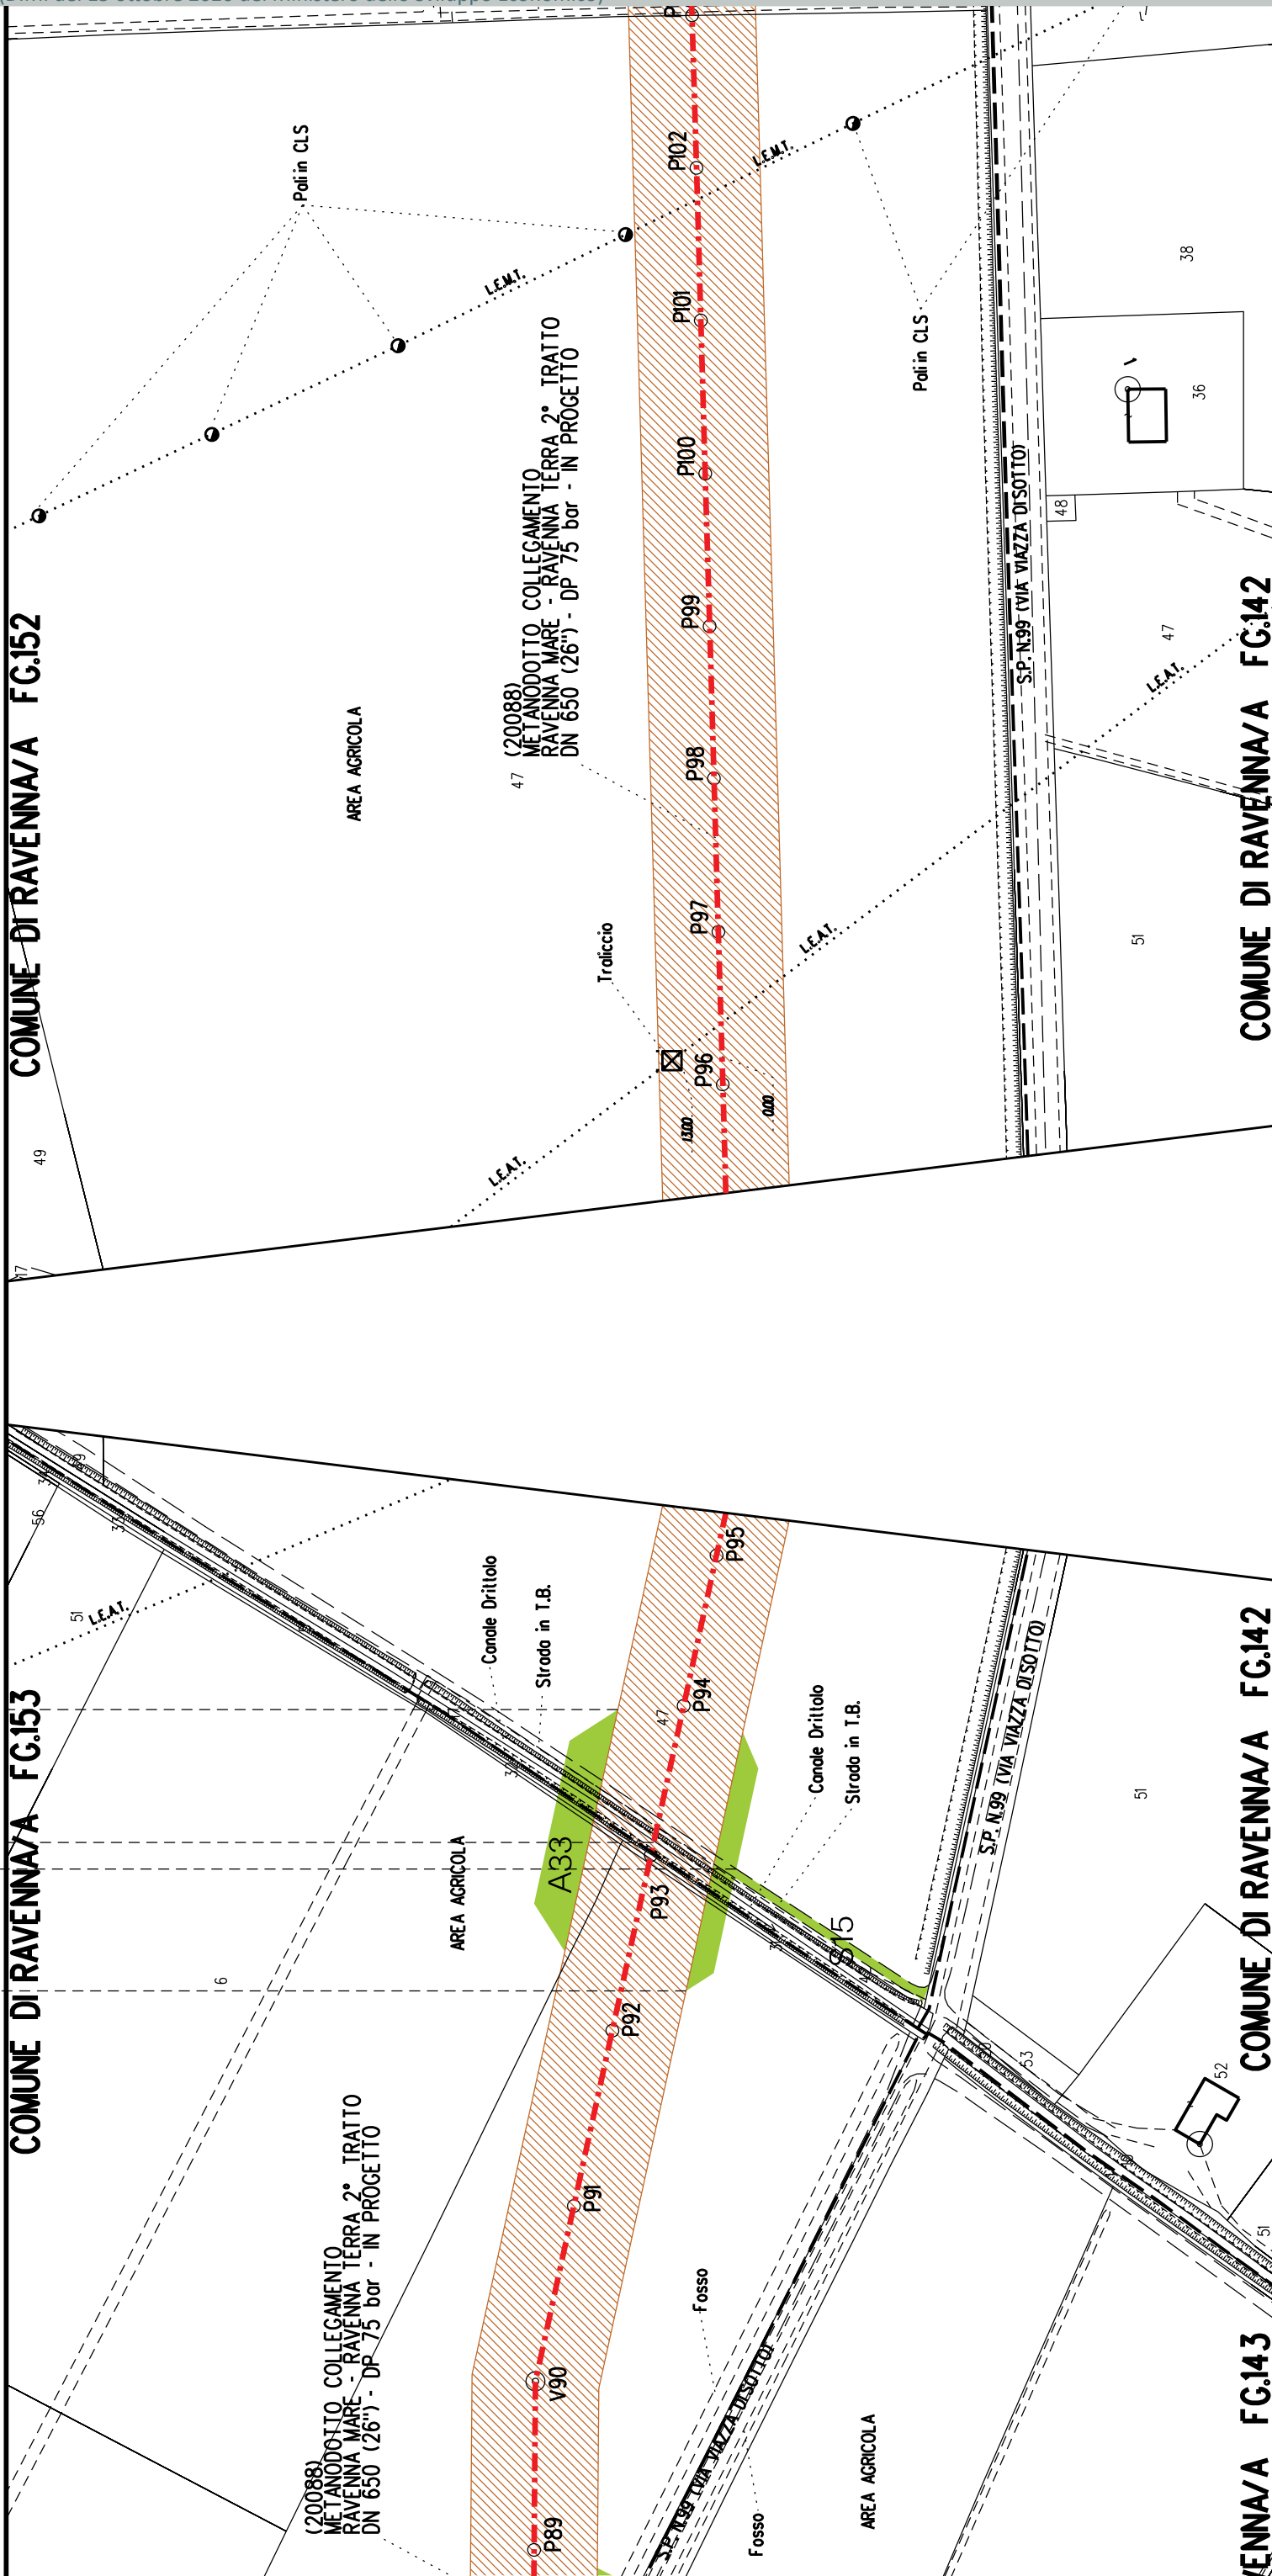 COMUNE DI RAVENNA/A FG.152
Pali in CLS
L.E.M.T.
P102
L.E.M.T.
P101
Pali in CLS
38
36
P100
(20088)
METANODOTTO COLLEGAMENTO
RAVENNA MARE - RAVENNA TERRA 2° TRATTO
DN 650 (26") - DP 75 bar - IN PROGETTO
47
AREA AGRICOLA
P99
P98
P97
P96
S.P. N.99 (VIA VIAZZA DI SOTTO)
48
47
L.E.A.T.
51
Traliccio
L.E.A.T.
L.E.A.T.
49
17
COMUNE DI RAVENNA/A FG.142
COMUNE DI RAVENNA/A FG.153
56
51
L.E.A.T.
Canale Drittolo
Strada in T.B.
P95
P94
47
A33
AREA AGRICOLA
P93
Canale Drittolo
Strada in T.B.
S15
S.P. N.99 (VIA VIAZZA DI SOTTO)
51
6
P92
53
52
COMUNE DI RAVENNA/A FG.142
(20088)
METANODOTTO COLLEGAMENTO
RAVENNA MARE - RAVENNA TERRA 2° TRATTO
DN 650 (26") - DP 75 bar - IN PROGETTO
P91
V90
P89
Fosso
S.P. N.99 (VIA VIAZZA DI SOTTO)
Fosso
AREA AGRICOLA
51
VENNA/A FG.143